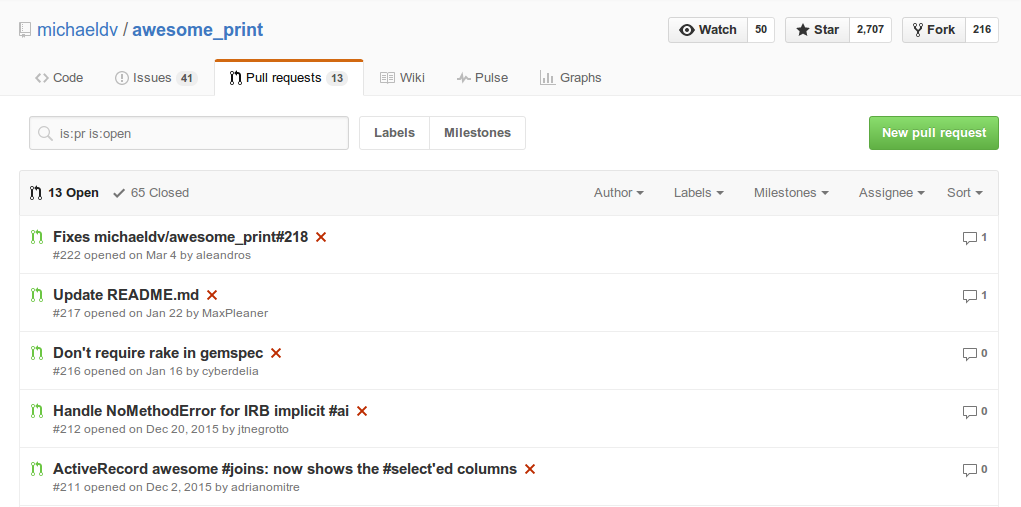 michaeldv / awesome_print Watch 50 Star 2,707 Fork 216
Code Issues 41 Pull requests 13 Wiki Pulse Graphs
is:pr is:open Labels Milestones New pull request
13 Open 65 Closed Author Labels Milestones Assignee Sort
Fixes michaeldv/awesome_print#218 1
#222 opened on Mar 4 by aleandros
Update README.md 1
#217 opened on Jan 22 by MaxPleaner
Don't require rake in gemspec 0
#216 opened on Jan 16 by cyberdelia
Handle NoMethodError for IRB implicit #ai 0
#212 opened on Dec 20, 2015 by jtnegrotto
ActiveRecord awesome #joins: now shows the #select'ed columns 0
#211 opened on Dec 2, 2015 by adrianomitre